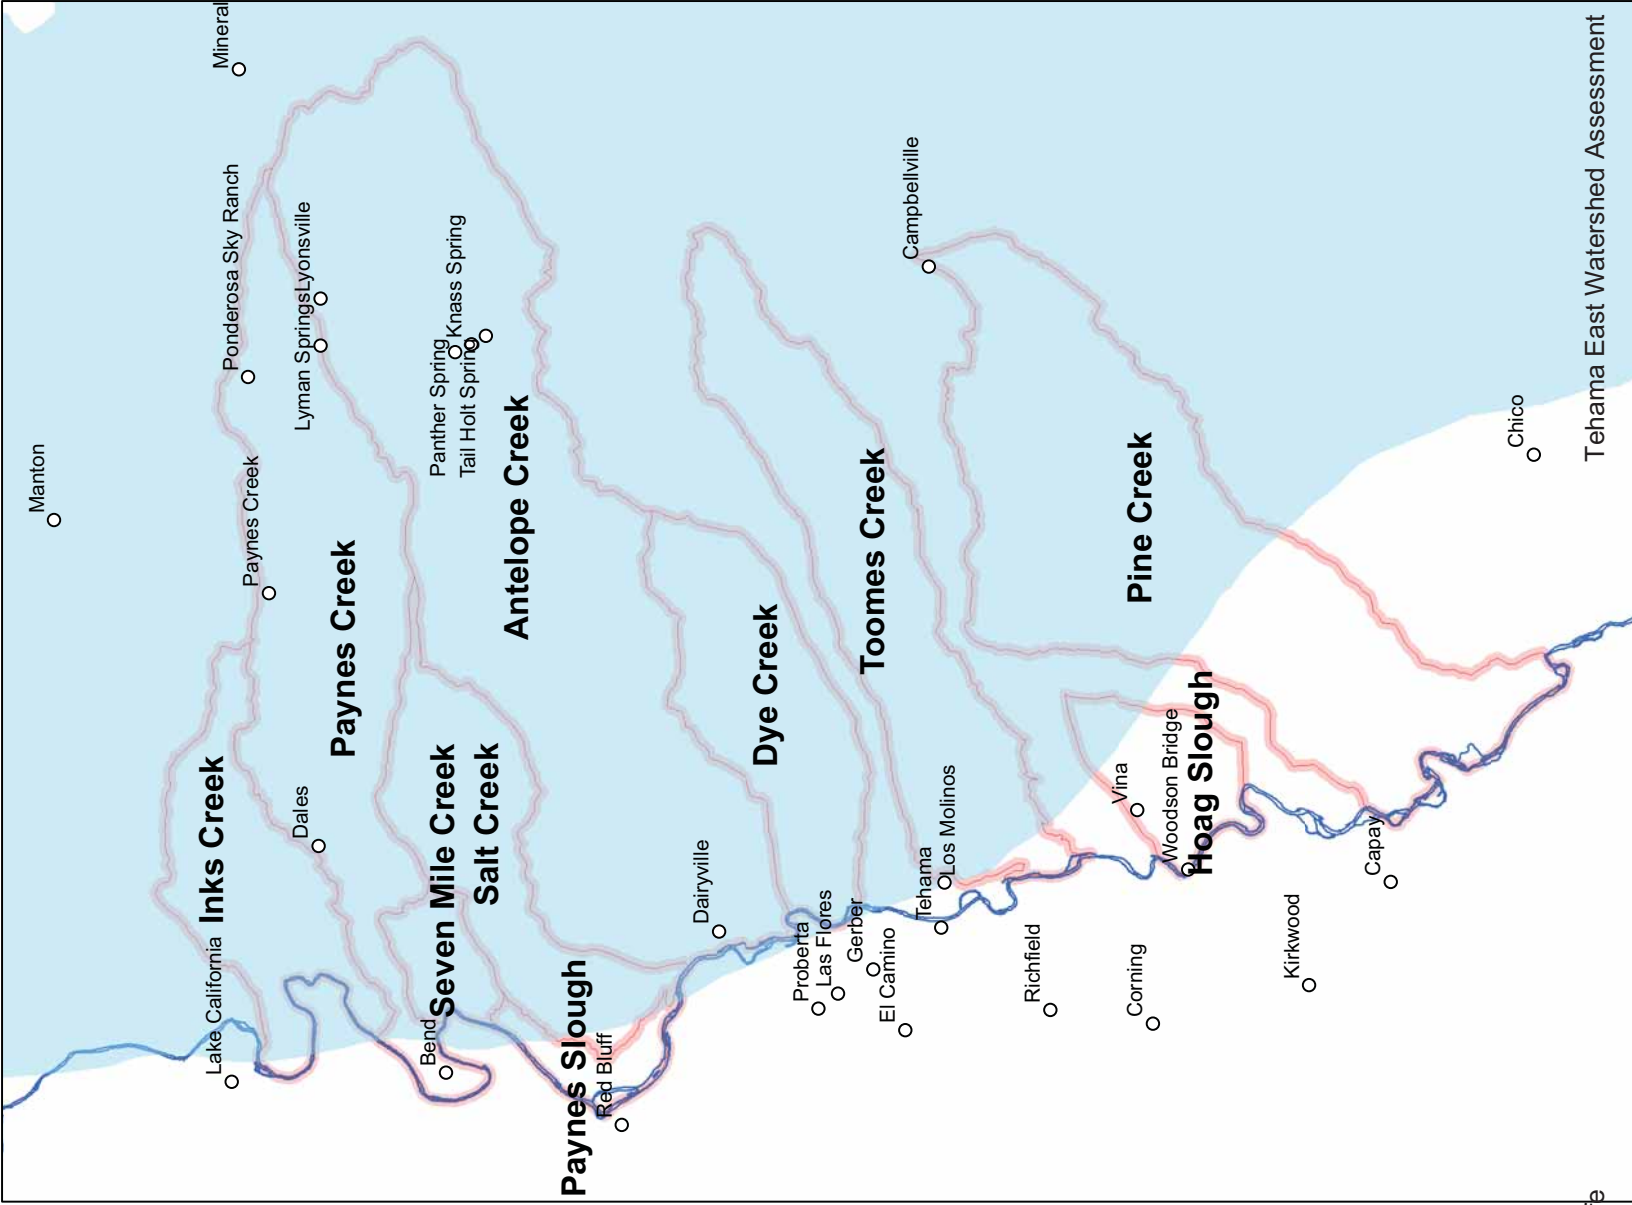 Mineral
Manton
Ponderosa Sky Ranch
Lyonsville
Lyman Springs
Knass Spring
Panther Spring
Tail Holt Spring
Campbellville
Paynes Creek
Chico
Paynes Creek
Antelope Creek
Toomes Creek
Pine Creek
Dye Creek
Inks Creek
Dales
Seven Mile Creek
Salt Creek
Hoag Slough
Vina
Woodson Bridge
Los Molinos
Dairyville
Tehama
Capay
Lake California
Bend
Paynes Slough
Red Bluff
Proberta
Las Flores
Gerber
El Camino
Richfield
Corning
Kirkwood
Tehama East Watershed Assessment